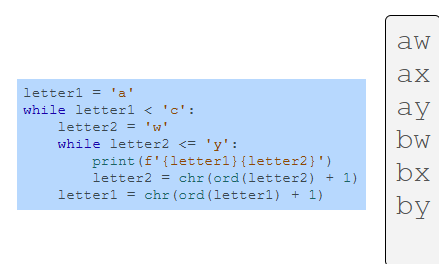 letter1 = 'a'
while letter1 < 'c':
    letter2 = 'w'
    while letter2 <= 'y':
        print(f'{letter1}{letter2}')
        letter2 = chr(ord(letter2) + 1)
    letter1 = chr(ord(letter1) + 1)
aw
ax
ay
bw
bx
by